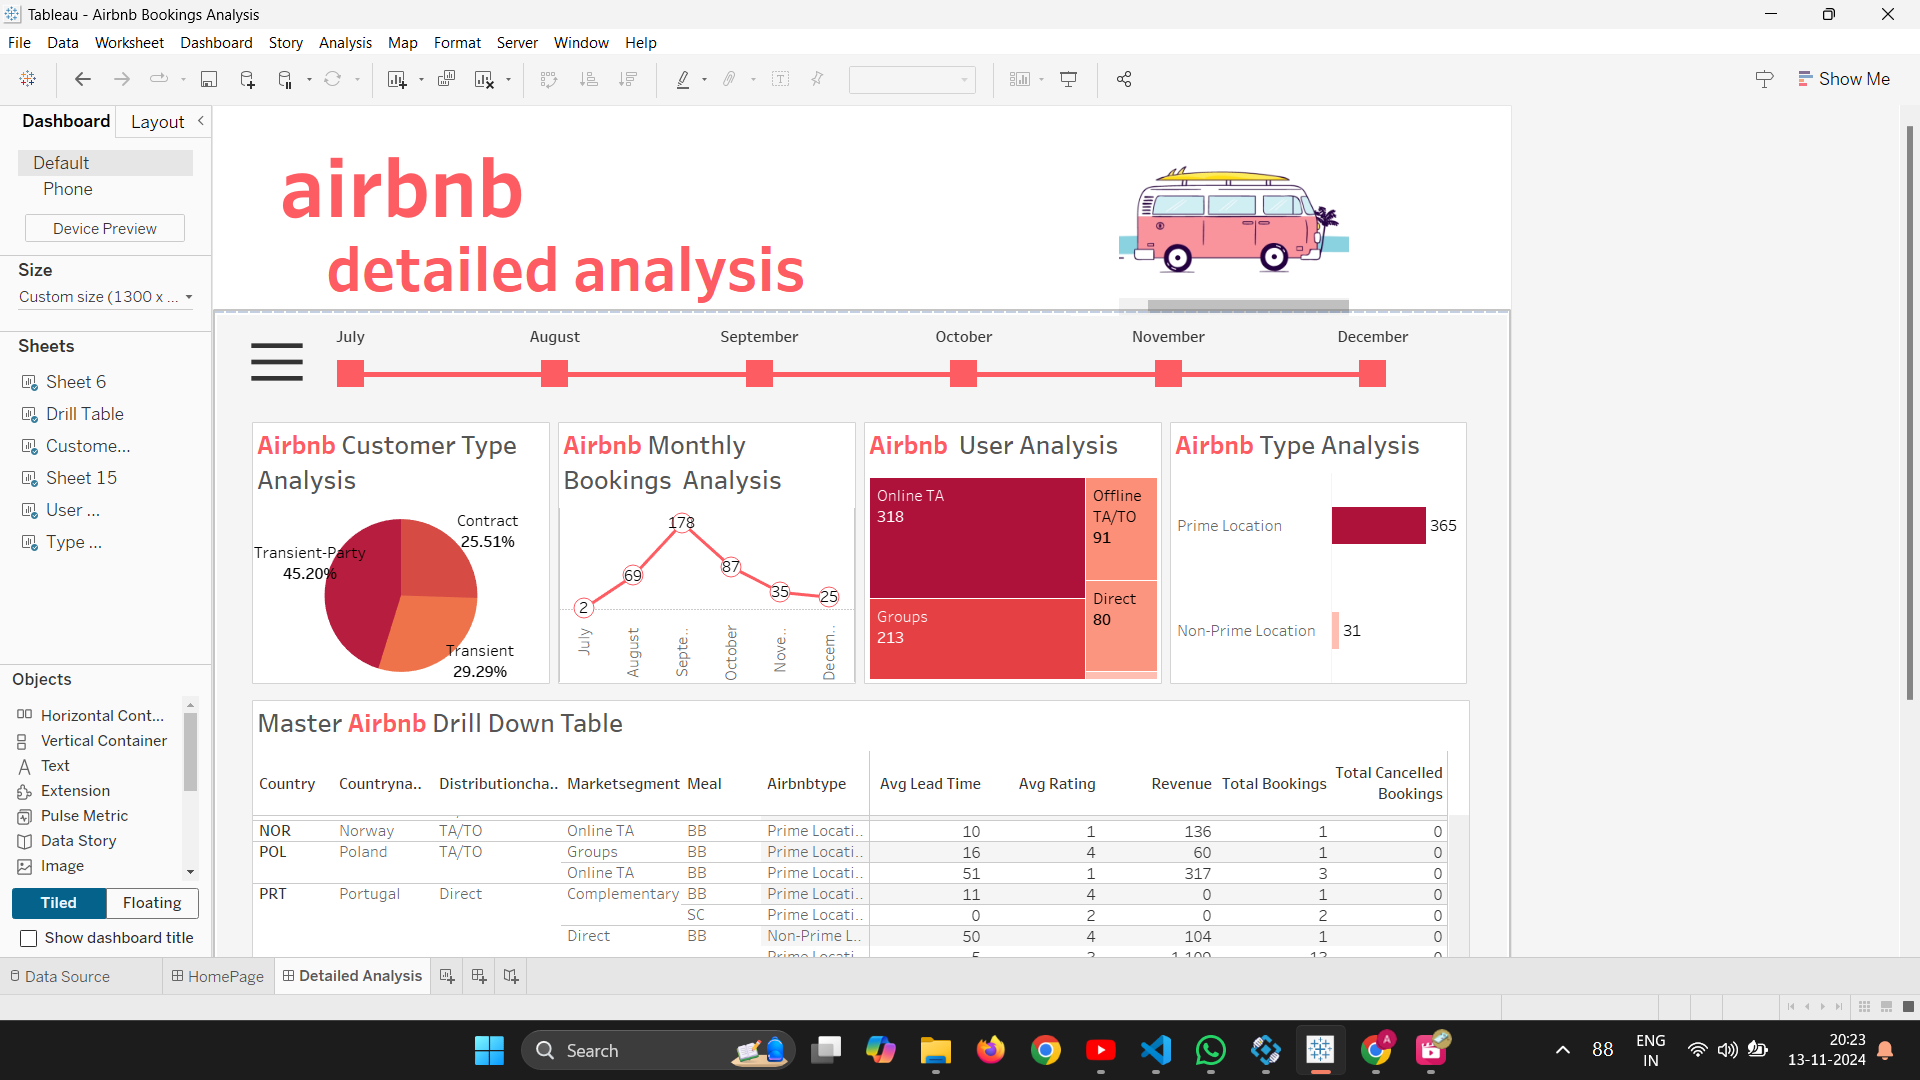 Tableau - Airbnb Bookings Analysis
File Data Worksheet Dashboard Story Analysis Map Format Server Window Help
Show Me
Dashboard Layout
Default
Phone
Device Preview
Size
Custom size (1300 x ...
Sheets
Sheet 6
Drill Table
Custome...
Sheet 15
User ...
Type ...
Objects
Horizontal Cont...
Vertical Container
Text
Extension
Pulse Metric
Data Story
Image
Tiled Floating
Show dashboard title
airbnb
detailed analysis
July August September October November December
Airbnb Customer Type
Analysis
Contract
25.51%
Transient-Party
45.20%
Transient
29.29%
Airbnb Monthly
Bookings Analysis
2 69 178 87 35 25
July August Septe.. October Nove.. Decem..
Airbnb User Analysis
Online TA
318
Offline
TA/TO
91
Groups
213
Direct
80
Airbnb Type Analysis
Prime Location 365
Non-Prime Location 31
Master Airbnb Drill Down Table
Country Countryna.. Distributioncha.. Marketsegment Meal Airbnbtype Avg Lead Time Avg Rating Revenue Total Bookings Total Cancelled
Bookings
NOR Norway TA/TO Online TA BB Prime Locati.. 10 1 136 1 0
POL Poland TA/TO Groups BB Prime Locati.. 16 4 60 1 0
Online TA BB Prime Locati.. 51 1 317 3 0
PRT Portugal Direct Complementary BB Prime Locati.. 11 4 0 1 0
SC Prime Locati.. 0 2 0 2 0
Direct BB Non-Prime L.. 50 4 104 1 0
Data Source HomePage Detailed Analysis
Search
88
ENG
IN
20:23
13-11-2024